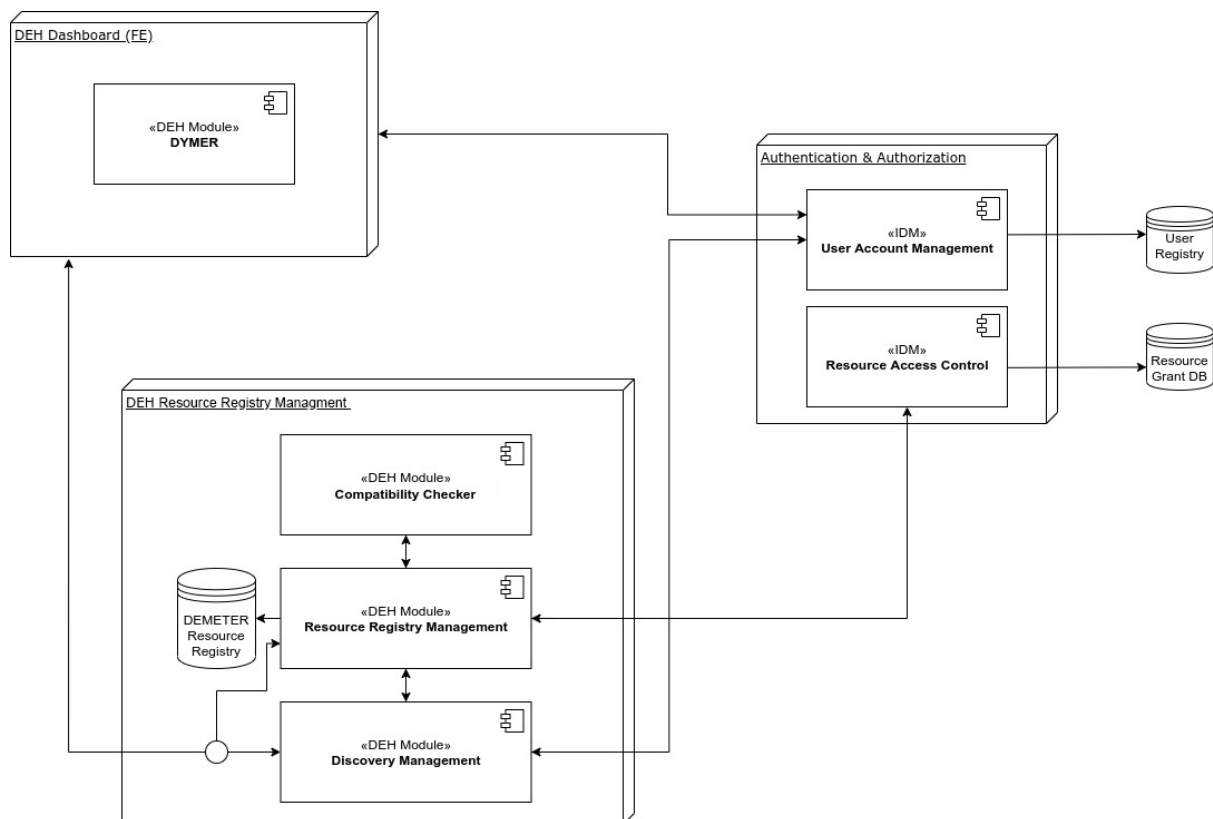 DEH Dashboard (FE)
«DEH Module»
DYMER
Authentication & Authorization
«IDM»
User Account Management
User
Registry
«IDM»
Resource Access Control
Resource
Grant DB
DEH Resource Registry Managment
«DEH Module»
Compatibility Checker
DEMETER
Resource
Registry
«DEH Module»
Resource Registry Management
«DEH Module»
Discovery Management